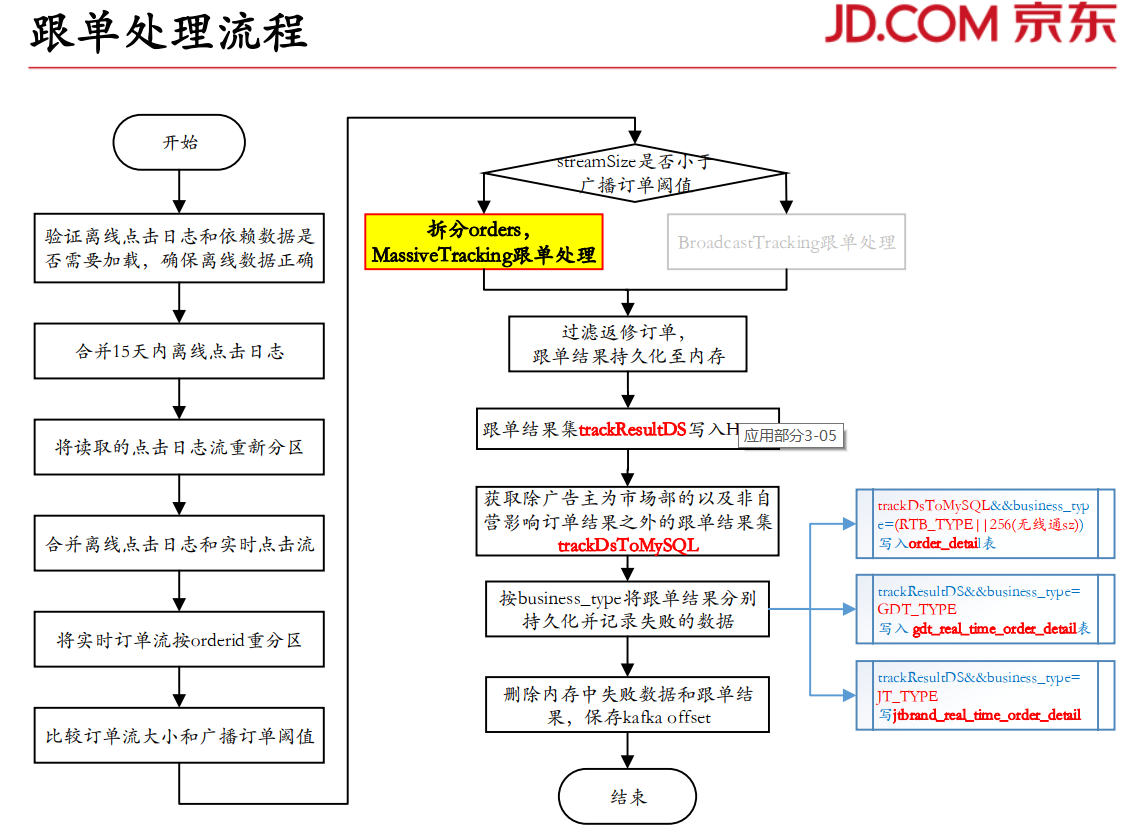 跟单处理流程
JD.COM 京东
开始
验证离线点击日志和依赖数据是
否需要加载，确保离线数据正确
合并15天内离线点击日志
将读取的点击日志流重新分区
合并离线点击日志和实时点击流
将实时订单流按orderid重分区
比较订单流大小和广播订单阈值
streamSize是否小于
广播订单阈值
拆分orders，
MassiveTracking跟单处理
BroadcastTracking跟单处理
过滤返修订单，
跟单结果持久化至内存
跟单结果集trackResultDS写入H
应用部分3-05
获取除广告主为市场部的以及非自
营影响订单结果之外的跟单结果集
trackDsToMySQL
按business_type将跟单结果分别
持久化并记录失败的数据
删除内存中失败数据和跟单结
果，保存kafka offset
结束
trackDsToMySQL&&business_typ
e=(RTB_TYPE||256(无线通sz))
写入order_detail表
trackResultDS&&business_type=
GDT_TYPE
写入 gdt_real_time_order_detail表
trackResultDS&&business_type=
JT_TYPE
写jtbrand_real_time_order_detail